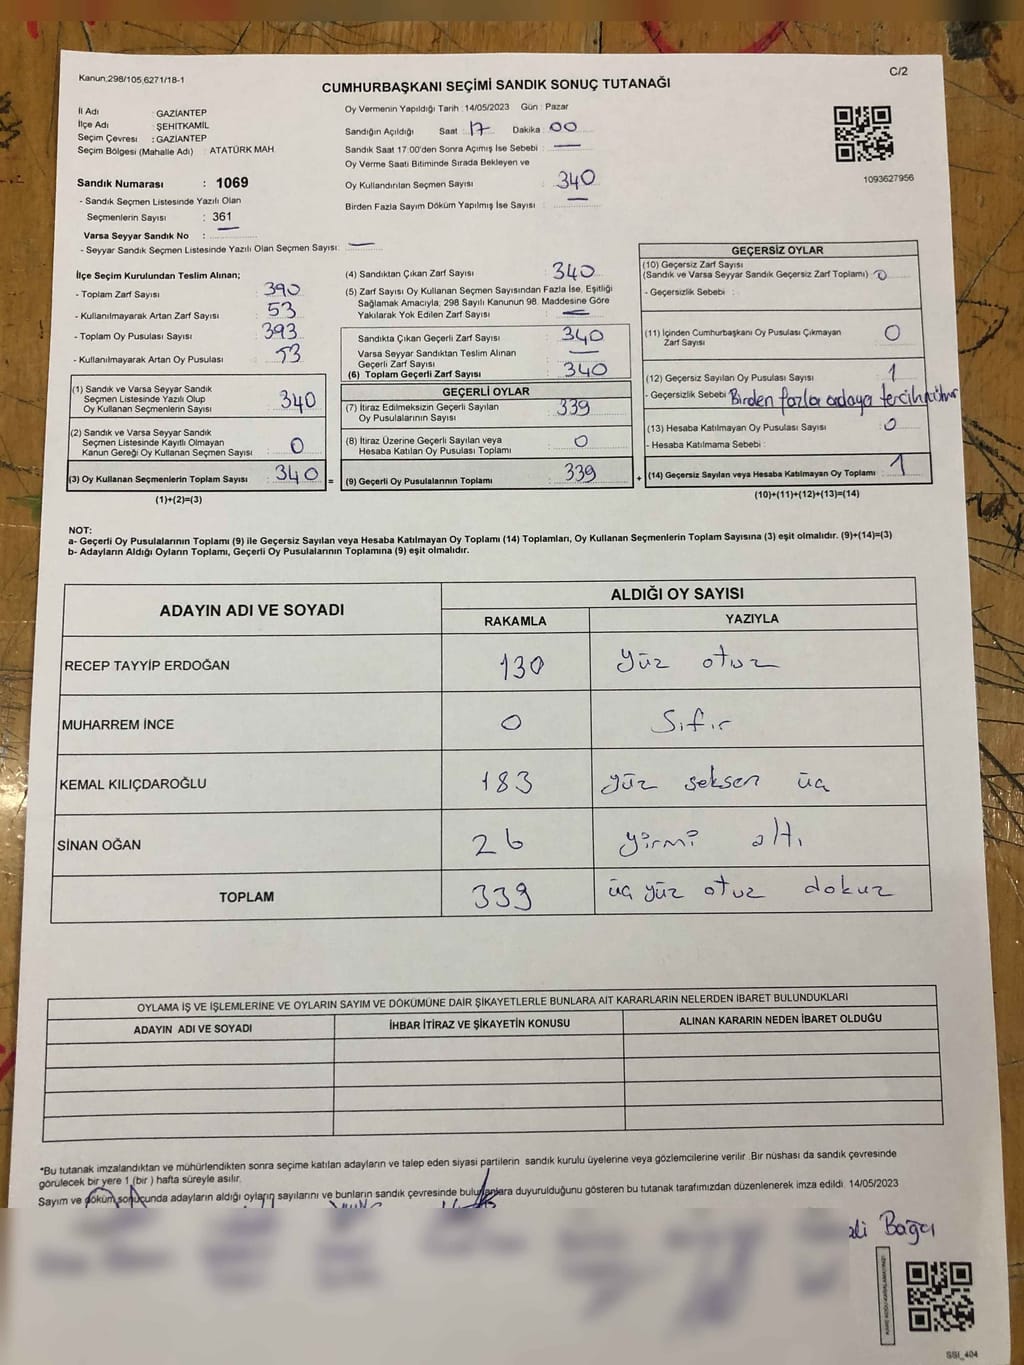 Kanun,298/105,6271/18-1
C/2
CUMHURBAŞKANI SEÇİMİ SANDIK SONUÇ TUTANAĞI
İl Adı : GAZİANTEP
İlçe Adı : ŞEHİTKAMİL
Seçim Çevresi : GAZİANTEP
Seçim Bölgesi (Mahalle Adı) : ATATÜRK MAH.
Sandık Numarası : 1069
- Sandık Seçmen Listesinde Yazılı Olan
Seçmenlerin Sayısı : 361
Varsa Seyyar Sandık No : —
- Seyyar Sandık Seçmen Listesinde Yazılı Olan Seçmen Sayısı: —
Oy Vermenin Yapıldığı Tarih : 14/05/2023 Gün : Pazar
Sandığın Açıldığı Saat : 17 Dakika : 00
Sandık Saat 17:00'den Sonra Açımış İse Sebebi : —
Oy Verme Saati Bitiminde Sırada Bekleyen ve
Oy Kullandırılan Seçmen Sayısı : 340
Birden Fazla Sayım Döküm Yapılmış İse Sayısı : —
1093627956
İlçe Seçim Kurulundan Teslim Alınan;
- Toplam Zarf Sayısı : 390
- Kullanılmayarak Artan Zarf Sayısı : 53
- Toplam Oy Pusulası Sayısı : 393
- Kullanılmayarak Artan Oy Pusulası : 53
(1) Sandık ve Varsa Seyyar Sandık
Seçmen Listesinde Yazılı Olup
Oy Kullanan Seçmenlerin Sayısı : 340
(2) Sandık ve Varsa Seyyar Sandık
Seçmen Listesinde Kayıtlı Olmayan
Kanun Gereği Oy Kullanan Seçmen Sayısı : 0
(3) Oy Kullanan Seçmenlerin Toplam Sayısı : 340 =
(1)+(2)=(3)
(4) Sandıktan Çıkan Zarf Sayısı : 340
(5) Zarf Sayısı Oy Kullanan Seçmen Sayısından Fazla İse, Eşitliği
Sağlamak Amacıyla, 298 Sayılı Kanunun 98. Maddesine Göre
Yakılarak Yok Edilen Zarf Sayısı : —
Sandıkta Çıkan Geçerli Zarf Sayısı : 340
Varsa Seyyar Sandıktan Teslim Alınan
Geçerli Zarf Sayısı : —
(6) Toplam Geçerli Zarf Sayısı : 340
GEÇERLİ OYLAR
(7) İtiraz Edilmeksizin Geçerli Sayılan
Oy Pusulalarının Sayısı : 339
(8) İtiraz Üzerine Geçerli Sayılan veya
Hesaba Katılan Oy Pusulası Toplamı : 0
(9) Geçerli Oy Pusulalarının Toplamı : 339 +
GEÇERSİZ OYLAR
(10) Geçersiz Zarf Sayısı
(Sandık ve Varsa Seyyar Sandık Geçersiz Zarf Toplamı) : 0
- Geçersizlik Sebebi :
(11) İçinden Cumhurbaşkanı Oy Pusulası Çıkmayan
Zarf Sayısı : 0
(12) Geçersiz Sayılan Oy Pusulası Sayısı : 1
- Geçersizlik Sebebi Birden fazla adaya tercih
(13) Hesaba Katılmayan Oy Pusulası Sayısı : 0
- Hesaba Katılmama Sebebi :
(14) Geçersiz Sayılan veya Hesaba Katılmayan Oy Toplamı : 1
(10)+(11)+(12)+(13)=(14)
NOT:
a- Geçerli Oy Pusulalarının Toplamı (9) ile Geçersiz Sayılan veya Hesaba Katılmayan Oy Toplamı (14) Toplamları, Oy Kullanan Seçmenlerin Toplam Sayısına (3) eşit olmalıdır. (9)+(14)=(3)
b- Adayların Aldığı Oyların Toplamı, Geçerli Oy Pusulalarının Toplamına (9) eşit olmalıdır.
ADAYIN ADI VE SOYADI ALDIĞI OY SAYISI
RAKAMLA YAZIYLA
RECEP TAYYİP ERDOĞAN 130 Yüz otuz
MUHARREM İNCE 0 Sıfır
KEMAL KILIÇDAROĞLU 183 yüz seksen üç
SİNAN OĞAN 26 yirmi altı
TOPLAM 339 üç yüz otuz dokuz
OYLAMA İŞ VE İŞLEMLERİNE VE OYLARIN SAYIM VE DÖKÜMÜNE DAİR ŞİKAYETLERLE BUNLARA AİT KARARLARIN NELERDEN İBARET BULUNDUKLARI
ADAYIN ADI VE SOYADI İHBAR İTİRAZ VE ŞİKAYETİN KONUSU ALINAN KARARIN NEDEN İBARET OLDUĞU
*Bu tutanak imzalandıktan ve mühürlendikten sonra seçime katılan adayların ve talep eden siyasi partilerin sandık kurulu üyelerine veya gözlemcilerine verilir. Bir nüshası da sandık çevresinde
görülecek bir yere 1 (bir ) hafta süreyle asılır.
Sayım ve döküm sonucunda adayların aldığı oyların sayılarını ve bunların sandık çevresinde bulunanlara duyurulduğunu gösteren bu tutanak tarafımızdan düzenlenerek imza edildi. 14/05/2023
ali Bağcı
SSI_404